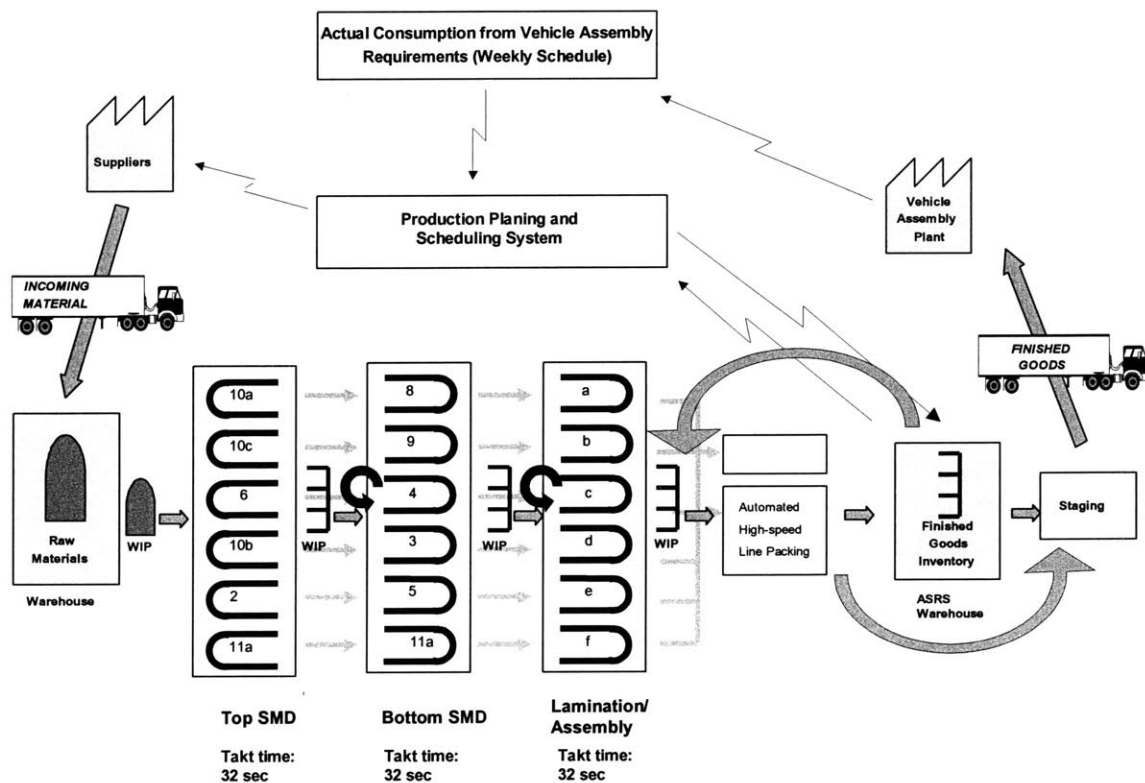 Actual Consumption from Vehicle Assembly
Requirements (Weekly Schedule)
Suppliers
Production Planing and
Scheduling System
Vehicle
Assembly
Plant
INCOMING
MATERIAL
FINISHED
GOODS
Raw
Materials
Warehouse
WIP
10a
10c
6
10b
2
11a
WIP
8
9
4
3
5
11a
WIP
a
b
c
d
e
f
WIP
Automated
High-speed
Line Packing
Finished
Goods
Inventory
ASRS
Warehouse
Staging
Top SMD
Takt time:
32 sec
Bottom SMD
Takt time:
32 sec
Lamination/
Assembly
Takt time:
32 sec